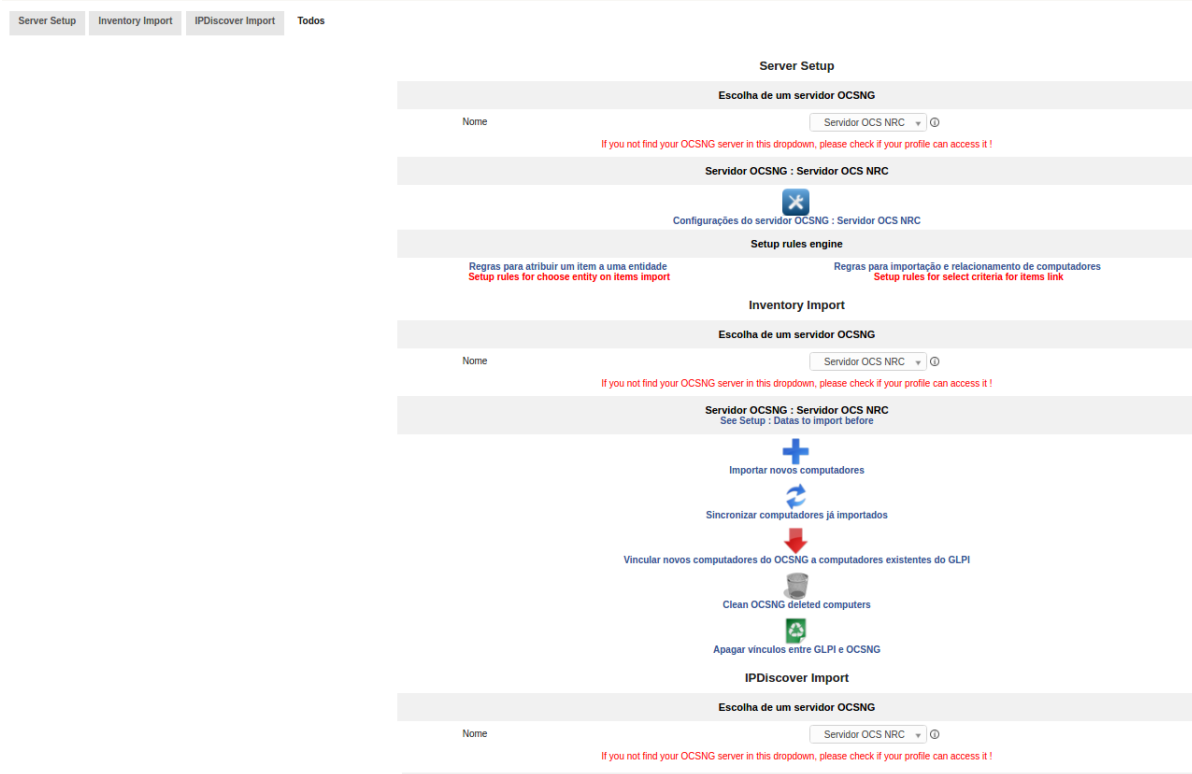 Server Setup
Inventory Import
IPDiscover Import
Todos
Server Setup
Escolha de um servidor OCSNG
Nome
Servidor OCS NRC
If you not find your OCSNG server in this dropdown, please check if your profile can access it !
Servidor OCSNG : Servidor OCS NRC
Configurações do servidor OCSNG : Servidor OCS NRC
Setup rules engine
Regras para atribuir um item a uma entidade
Setup rules for choose entity on items import
Regras para importação e relacionamento de computadores
Setup rules for select criteria for items link
Inventory Import
Escolha de um servidor OCSNG
Nome
Servidor OCS NRC
If you not find your OCSNG server in this dropdown, please check if your profile can access it !
Servidor OCSNG : Servidor OCS NRC
See Setup : Datas to import before
Importar novos computadores
Sincronizar computadores já importados
Vincular novos computadores do OCSNG a computadores existentes do GLPI
Clean OCSNG deleted computers
Apagar vínculos entre GLPI e OCSNG
IPDiscover Import
Escolha de um servidor OCSNG
Nome
Servidor OCS NRC
If you not find your OCSNG server in this dropdown, please check if your profile can access it !